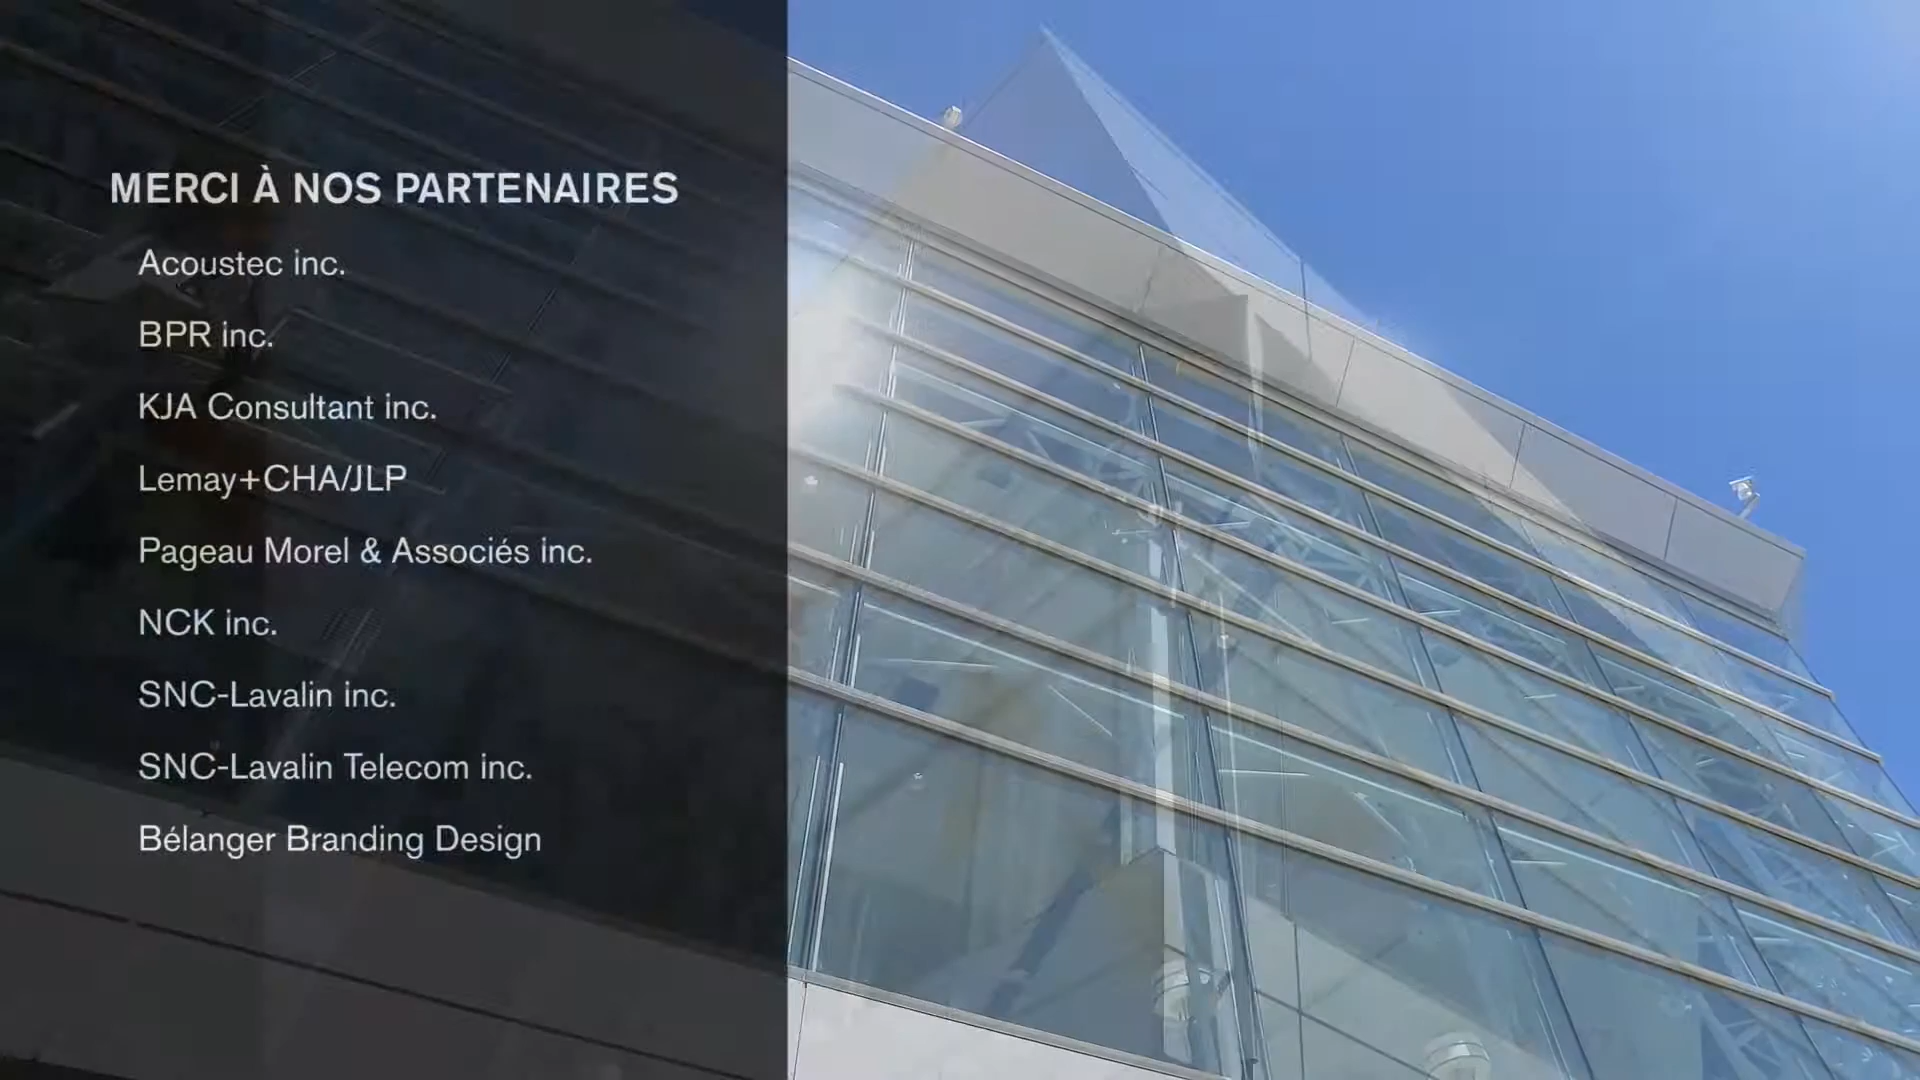 MERCI À NOS PARTENAIRES
Acoustec inc.
BPR inc.
KJA Consultant inc.
Lemay+CHA/JLP
Pageau Morel & Associés inc.
NCK inc.
SNC-Lavalin inc.
SNC-Lavalin Telecom inc.
Bélanger Branding Design